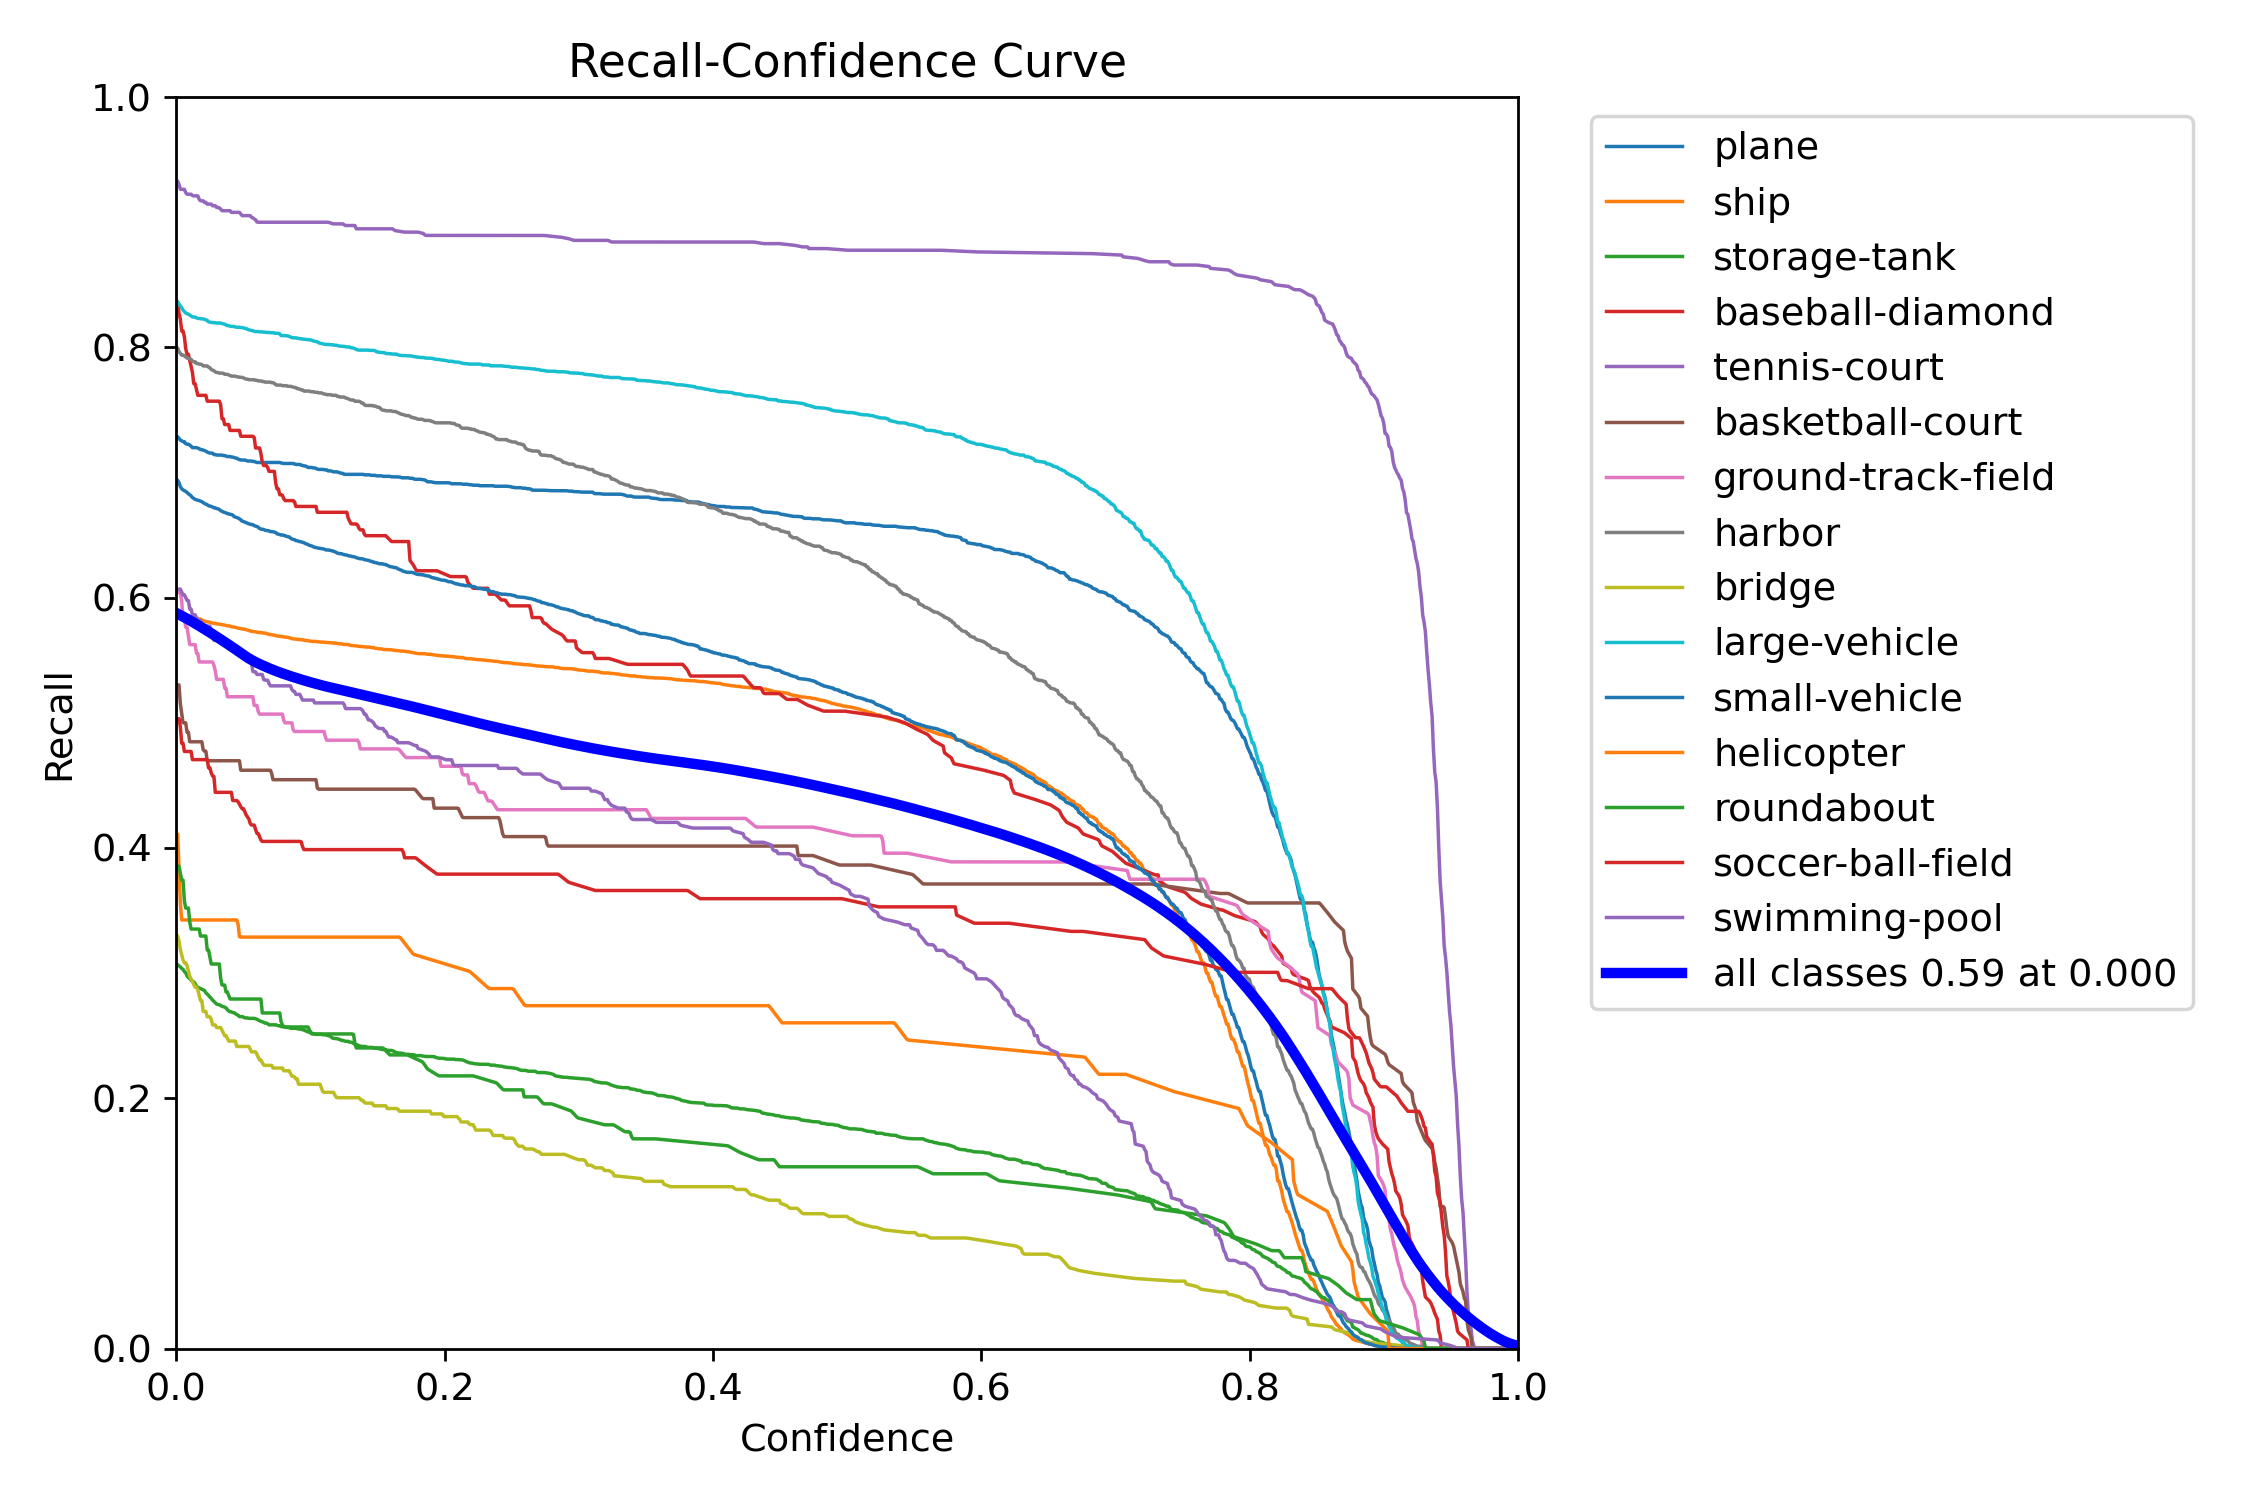 Recall-Confidence Curve
1.0
0.8
0.6
0.4
0.2
0.0
Recall
0.0 0.2 0.4 0.6 0.8 1.0
Confidence
plane
ship
storage-tank
baseball-diamond
tennis-court
basketball-court
ground-track-field
harbor
bridge
large-vehicle
small-vehicle
helicopter
roundabout
soccer-ball-field
swimming-pool
all classes 0.59 at 0.000